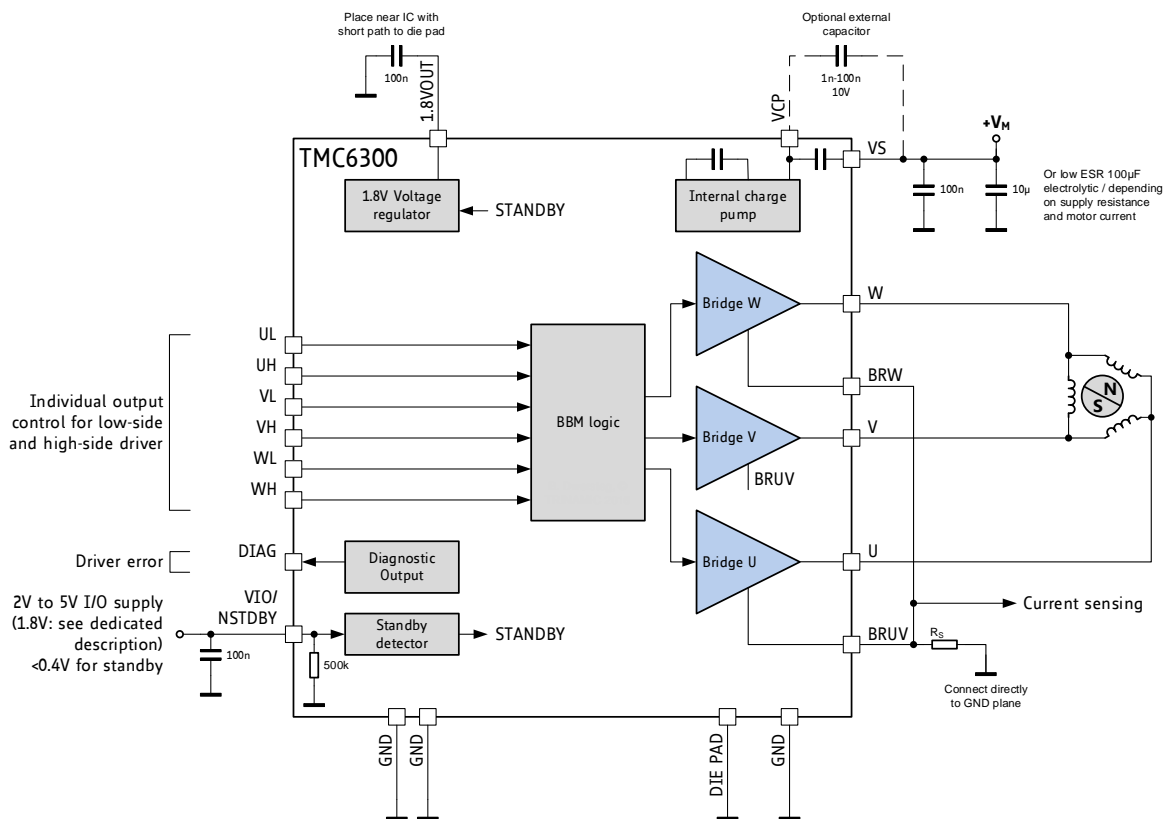 Place near IC with
short path to die pad
100n
1.8VOUT
Optional external
capacitor
1n-100n
10V
VCP
+VM
VS
100n
10µ
Or low ESR 100µF
electrolytic / depending
on supply resistance
and motor current
TMC6300
1.8V Voltage
regulator
STANDBY
Internal charge
pump
Individual output
control for low-side
and high-side driver
UL
UH
VL
VH
WL
WH
BBM logic
Bridge W
W
BRW
Bridge V
V
BRUV
Bridge U
U
N
S
Driver error
DIAG
Diagnostic
Output
2V to 5V I/O supply
(1.8V: see dedicated
description)
<0.4V for standby
VIO/
NSTDBY
100n
500k
Standby
detector
STANDBY
Current sensing
BRUV
RS
Connect directly
to GND plane
GND
GND
DIE PAD
GND